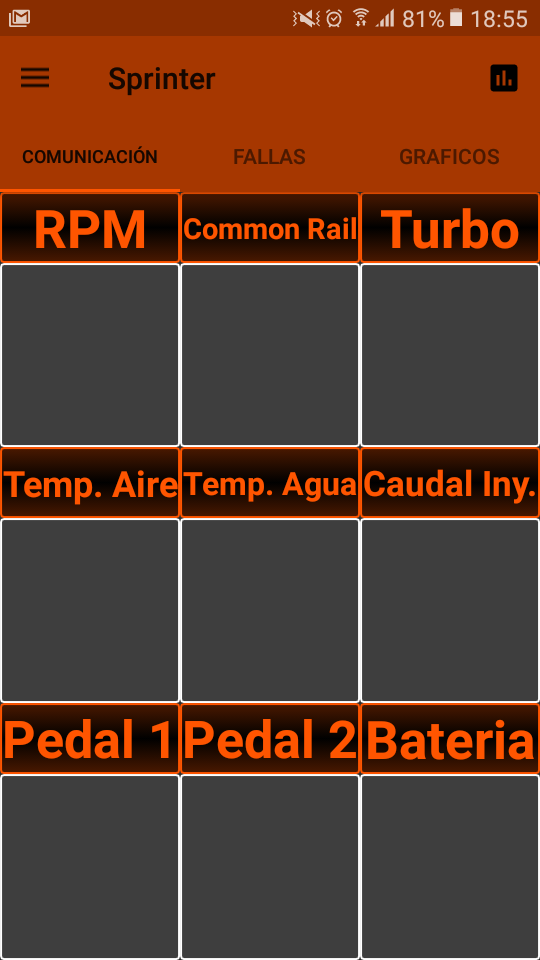 81% 18:55
Sprinter
COMUNICACIÓN FALLAS GRAFICOS
RPM Common Rail Turbo
Temp. Aire Temp. Agua Caudal Iny.
Pedal 1 Pedal 2 Bateria